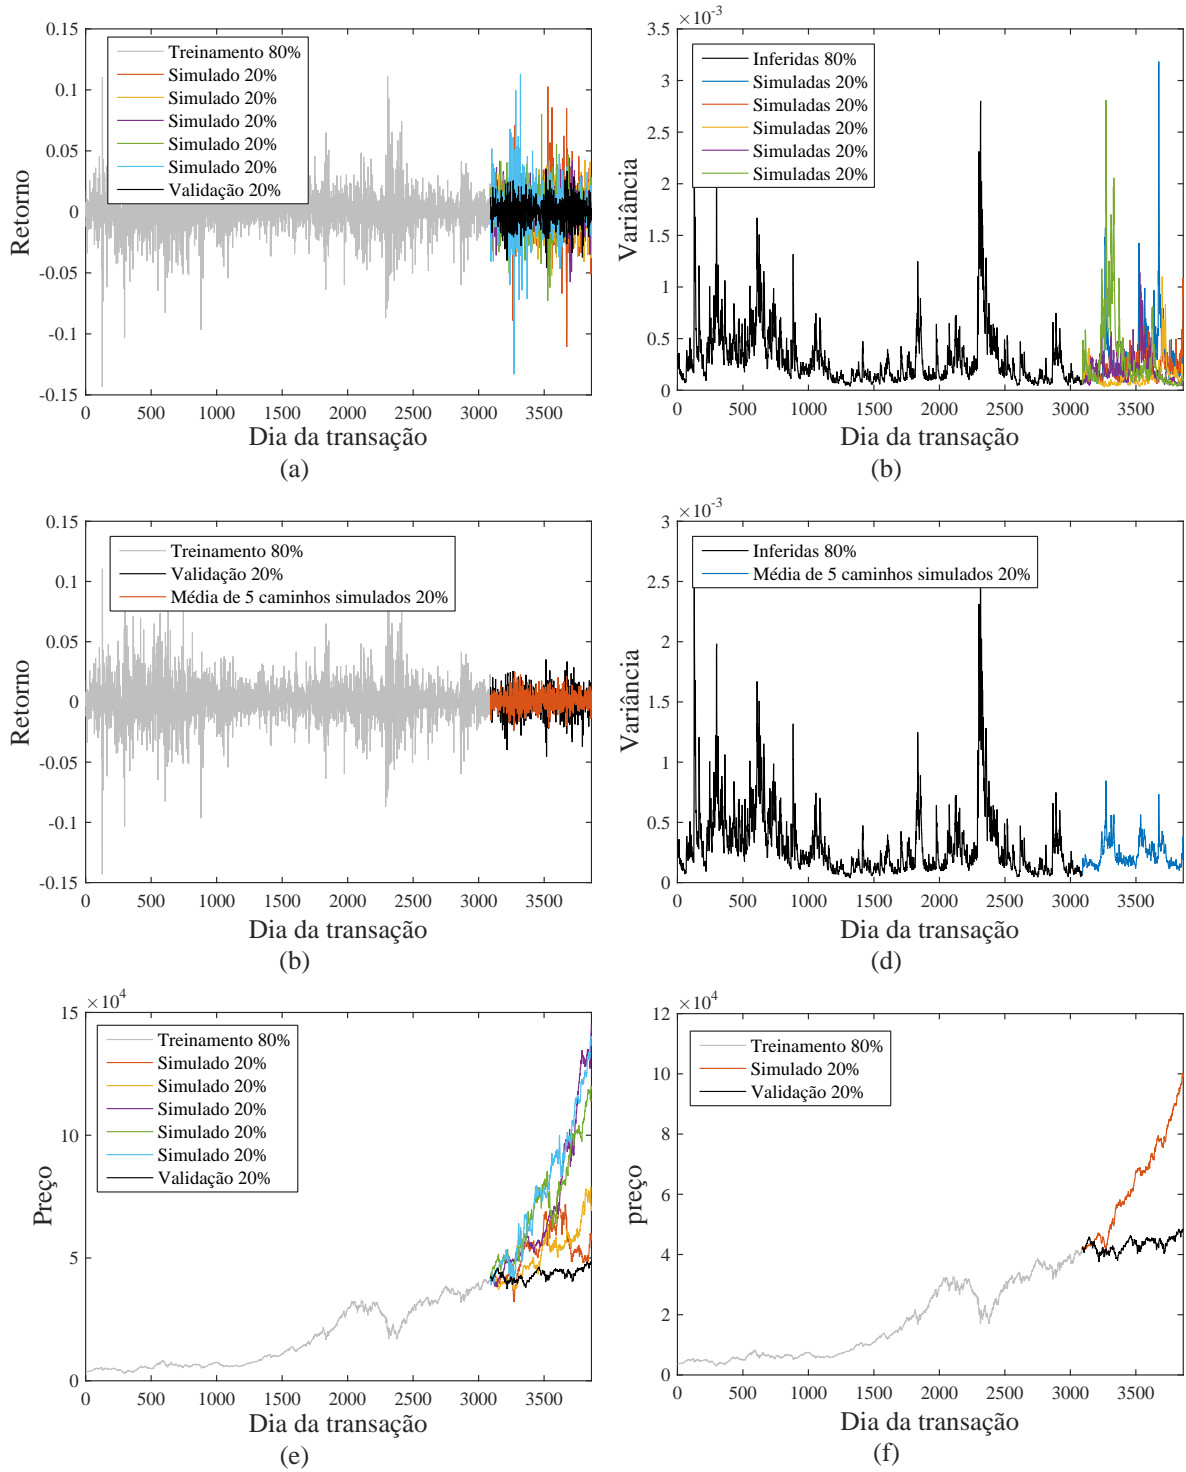 0.15
0.1
0.05
0
-0.05
-0.1
-0.15
Retorno
Treinamento 80%
Simulado 20%
Simulado 20%
Simulado 20%
Simulado 20%
Simulado 20%
Validação 20%
0 500 1000 1500 2000 2500 3000 3500
Dia da transação
(a)
×10⁻³
3.5
3
2.5
2
1.5
1
0.5
0
Variância
Inferidas 80%
Simuladas 20%
Simuladas 20%
Simuladas 20%
Simuladas 20%
Simuladas 20%
0 500 1000 1500 2000 2500 3000 3500
Dia da transação
(b)
0.15
0.1
0.05
0
-0.05
-0.1
-0.15
Retorno
Treinamento 80%
Validação 20%
Média de 5 caminhos simulados 20%
0 500 1000 1500 2000 2500 3000 3500
Dia da transação
(b)
×10⁻³
3
2.5
2
1.5
1
0.5
0
Variância
Inferidas 80%
Média de 5 caminhos simulados 20%
0 500 1000 1500 2000 2500 3000 3500
Dia da transação
(d)
×10⁴
15
10
5
0
Preço
Treinamento 80%
Simulado 20%
Simulado 20%
Simulado 20%
Simulado 20%
Simulado 20%
Validação 20%
0 500 1000 1500 2000 2500 3000 3500
Dia da transação
(e)
×10⁴
12
10
8
6
4
2
0
preço
Treinamento 80%
Simulado 20%
Validação 20%
0 500 1000 1500 2000 2500 3000 3500
Dia da transação
(f)